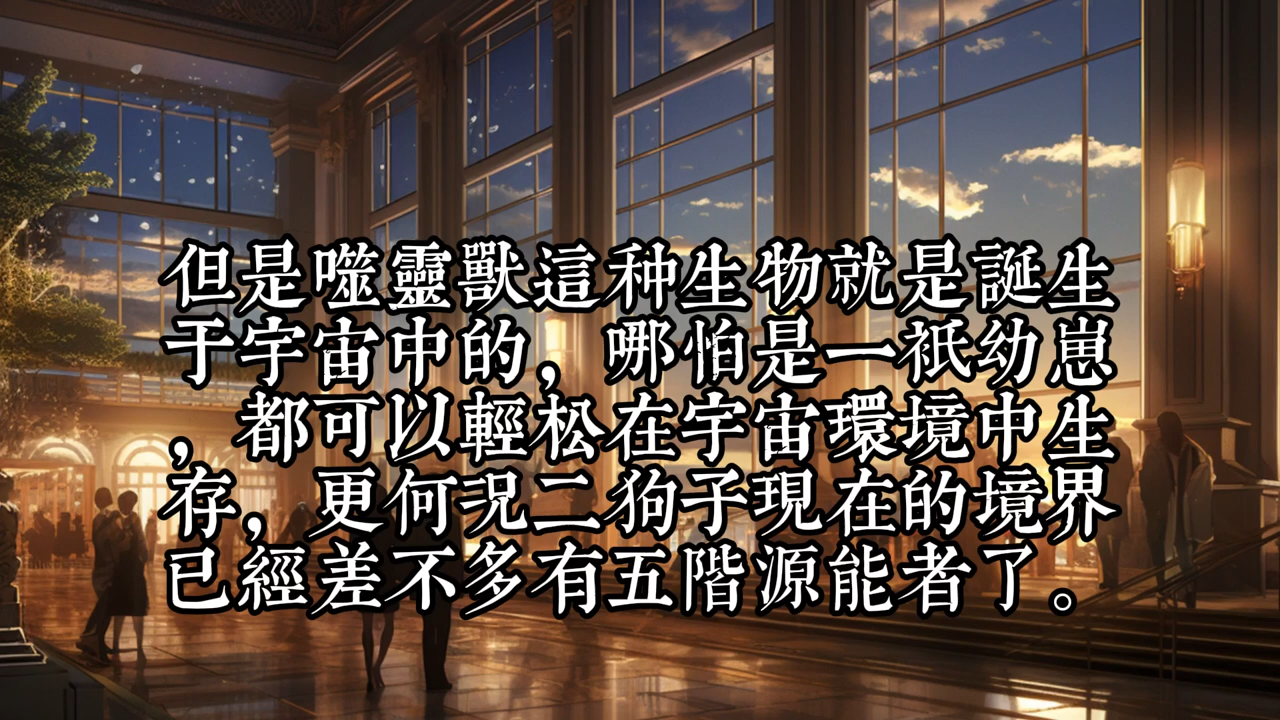 但是噬靈獸這种生物就是誕生
于宇宙中的，哪怕是一祇幼崽
，都可以輕松在宇宙環境中生
存，更何況二狗子現在的境界
已經差不多有五階源能者了。